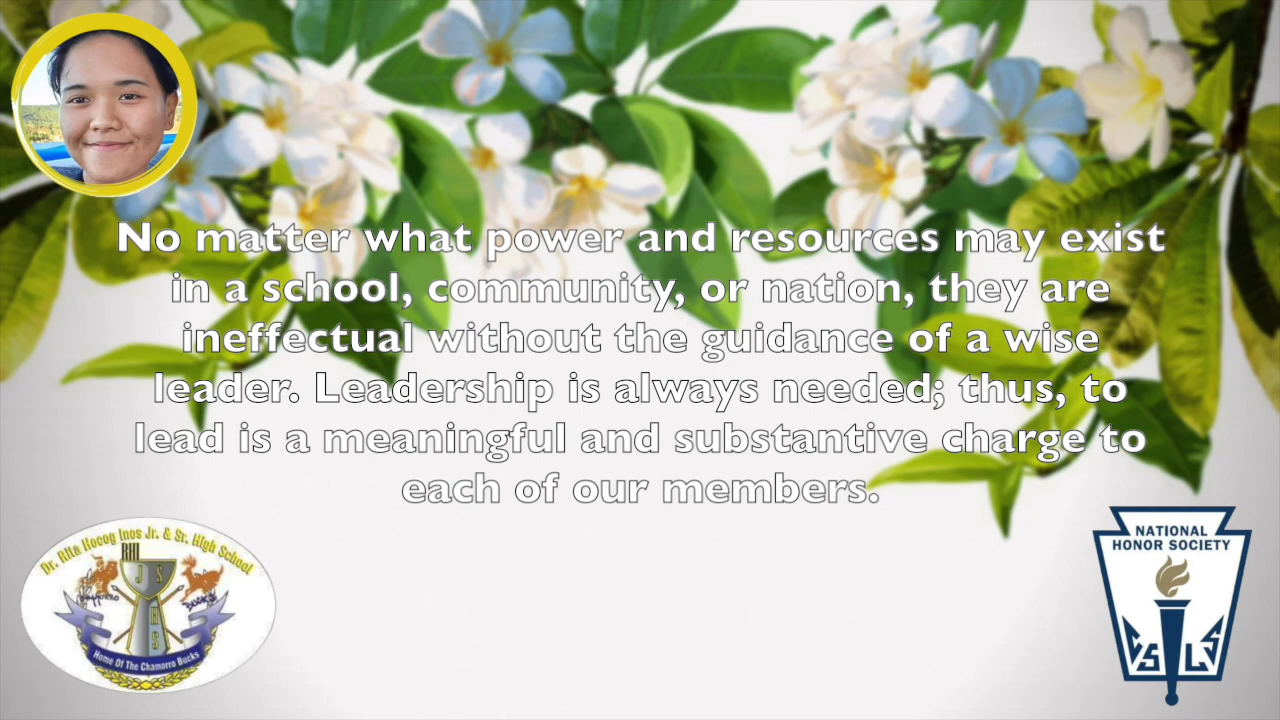 No matter what power and resources may exist
in a school, community, or nation, they are
ineffectual without the guidance of a wise
leader. Leadership is always needed; thus, to
lead is a meaningful and substantive charge to
each of our members.
Dr. Rita Hocog Inos Jr. & Sr. High School
RHI
J S
H
S
BUCKS
Home Of The Chamorro Bucks
NATIONAL
HONOR SOCIETY
C S L S